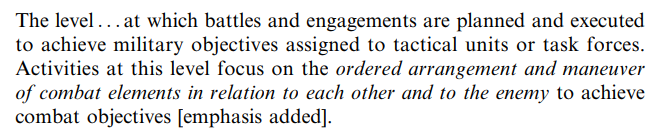 The level . . . at which battles and engagements are planned and executed
to achieve military objectives assigned to tactical units or task forces.
Activities at this level focus on the ordered arrangement and maneuver
of combat elements in relation to each other and to the enemy to achieve
combat objectives [emphasis added].